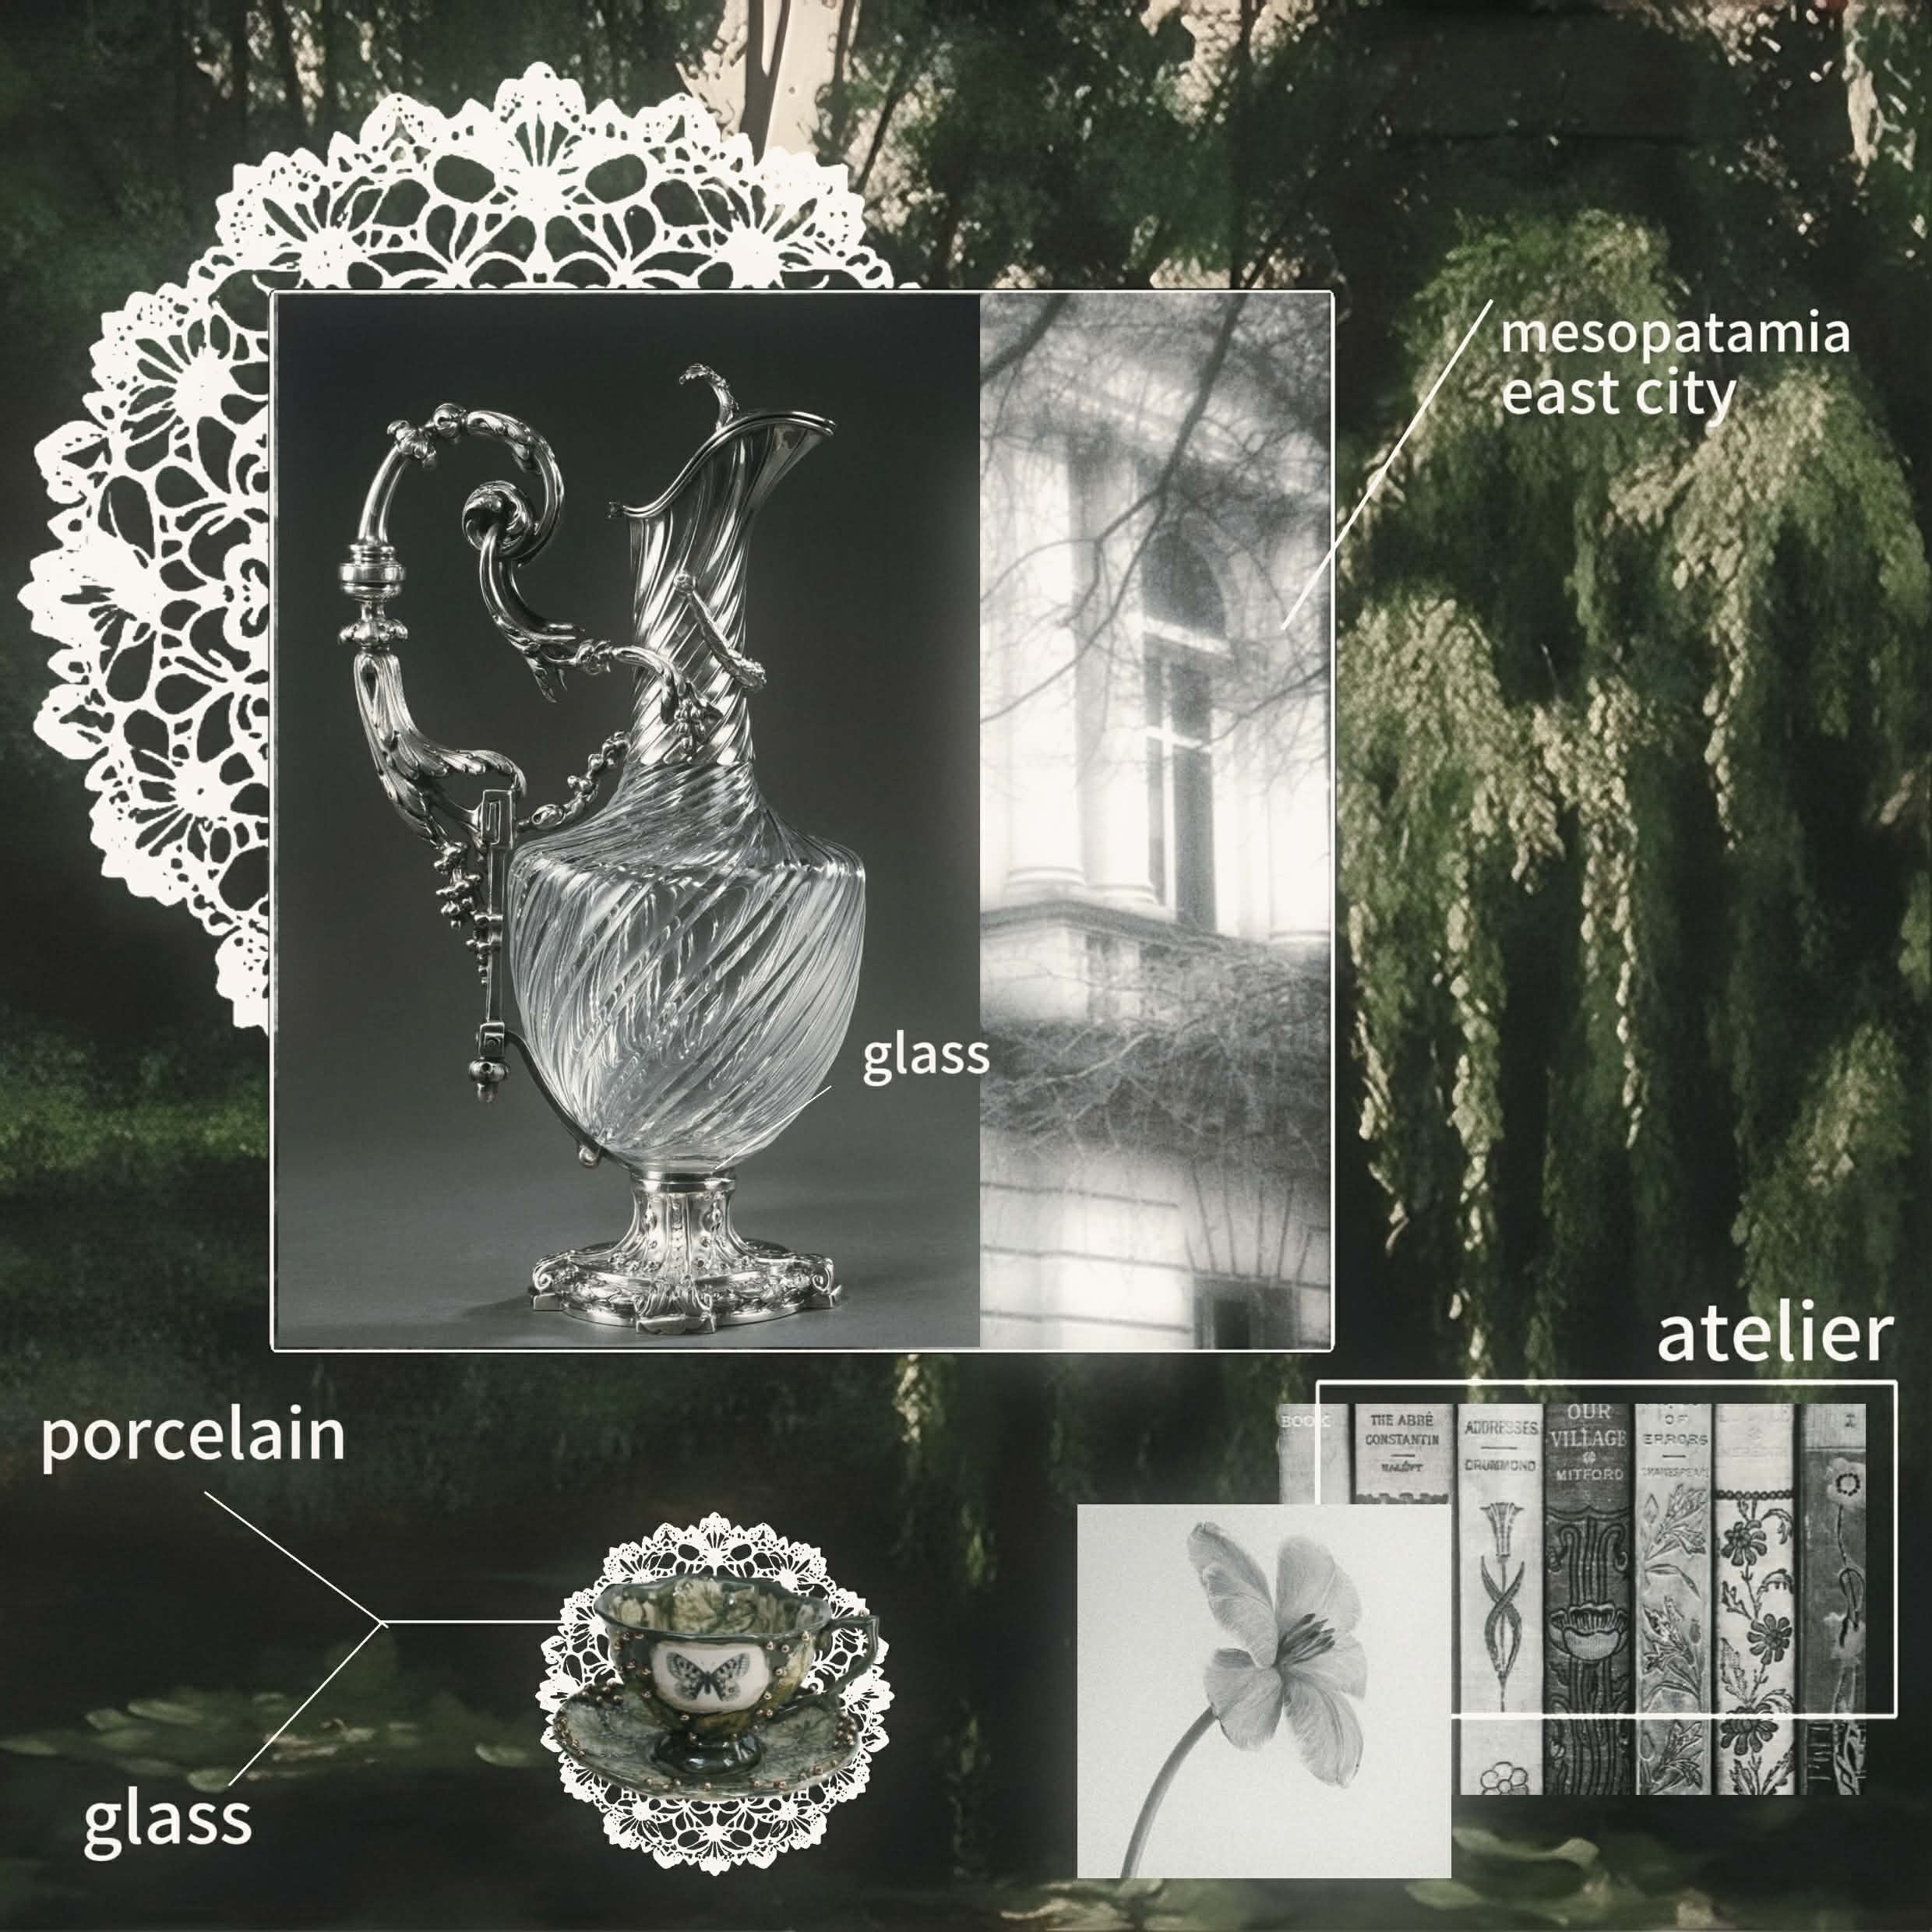 mesopatamia
east city
glass
atelier
porcelain
glass
BOOK
THE ABBÉ
CONSTANTIN
HALÉVY
ADDRESSES
DRUMMOND
OUR
VILLAGE
MITFORD
OF
ERRORS
SHAKESPEARE